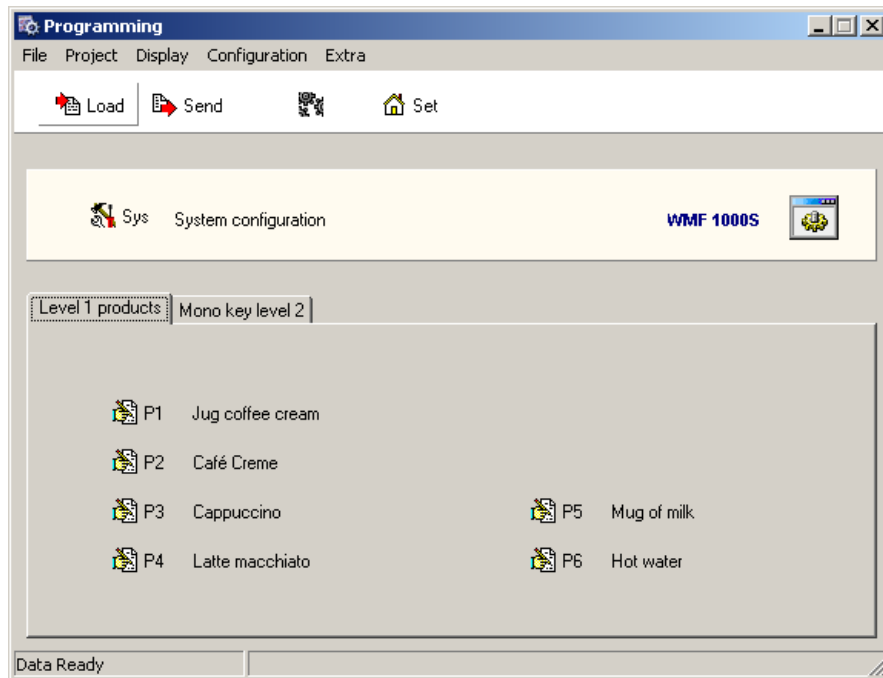 Programming
File Project Display Configuration Extra
Load Send Set
Sys System configuration WMF 1000S
Level 1 products Mono key level 2
P1 Jug coffee cream
P2 Café Creme
P3 Cappuccino P5 Mug of milk
P4 Latte macchiato P6 Hot water
Data Ready